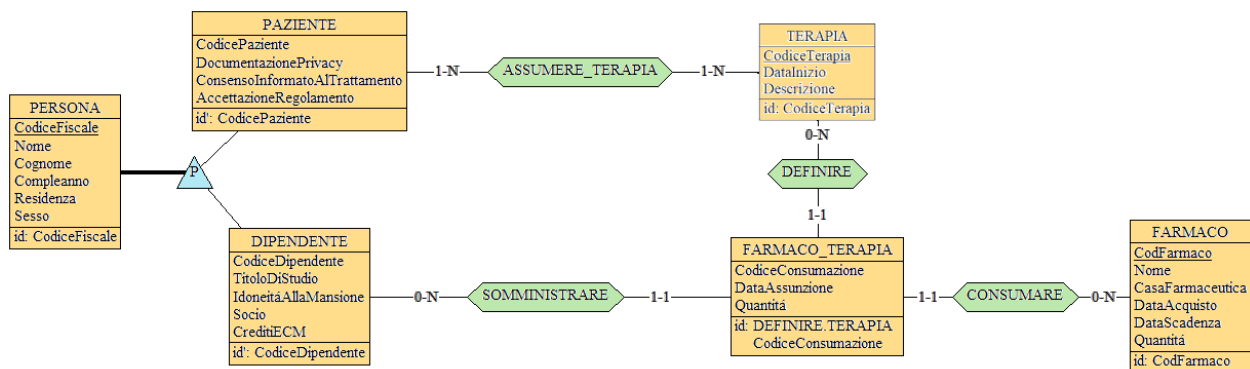 PAZIENTE
CodicePaziente
DocumentazionePrivacy
ConsensoInformatoAlTrattamento
AccettazioneRegolamento
id': CodicePaziente
1-N
ASSUMERE_TERAPIA
1-N
TERAPIA
CodiceTerapia
DataInizio
Descrizione
id: CodiceTerapia
PERSONA
CodiceFiscale
Nome
Cognome
Compleanno
Residenza
Sesso
id: CodiceFiscale
P
0-N
DEFINIRE
1-1
DIPENDENTE
CodiceDipendente
TitoloDiStudio
IdoneitáAllaMansione
Socio
CreditiECM
id': CodiceDipendente
0-N
SOMMINISTRARE
1-1
FARMACO_TERAPIA
CodiceConsumazione
DataAssunzione
Quantitá
id: DEFINIRE.TERAPIA
CodiceConsumazione
1-1
CONSUMARE
0-N
FARMACO
CodFarmaco
Nome
CasaFarmaceutica
DataAcquisto
DataScadenza
Quantitá
id: CodFarmaco